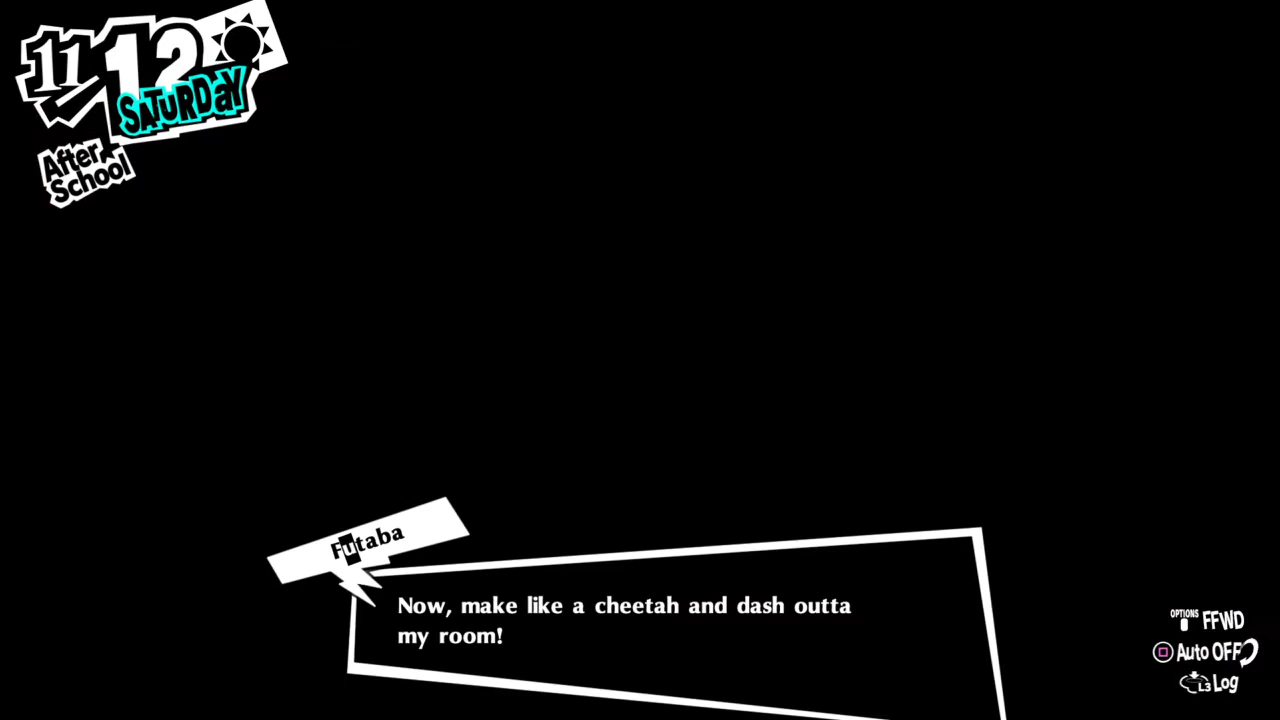 11/12
SATURDAY
After
School
Futaba
Now, make like a cheetah and dash outta
my room!
OPTIONS FFWD
Auto OFF
L3 Log